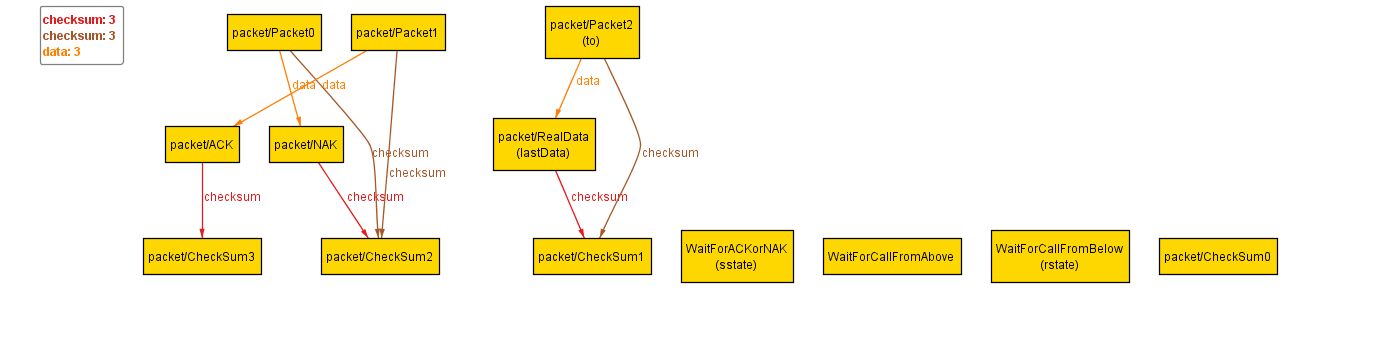 checksum: 3
checksum: 3
data: 3
packet/Packet0
packet/Packet1
packet/Packet2
(to)
data
data
data
packet/ACK
packet/NAK
packet/RealData
(lastData)
checksum
checksum
checksum
checksum
checksum
checksum
packet/CheckSum3
packet/CheckSum2
packet/CheckSum1
WaitForACKorNAK
(sstate)
WaitForCallFromAbove
WaitForCallFromBelow
(rstate)
packet/CheckSum0